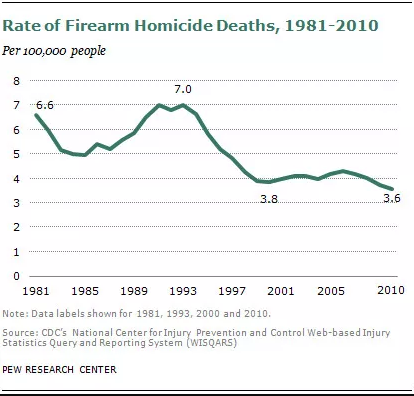 Rate of Firearm Homicide Deaths, 1981-2010
Per 100,000 people
8
7
6
5
4
3
2
1
0
6.6
7.0
3.8
3.6
1981 1985 1989 1993 1997 2001 2005 2010
Note: Data labels shown for 1981, 1993, 2000 and 2010.
Source: CDC's National Center for Injury Prevention and Control Web-based Injury
Statistics Query and Reporting System (WISQARS)
PEW RESEARCH CENTER